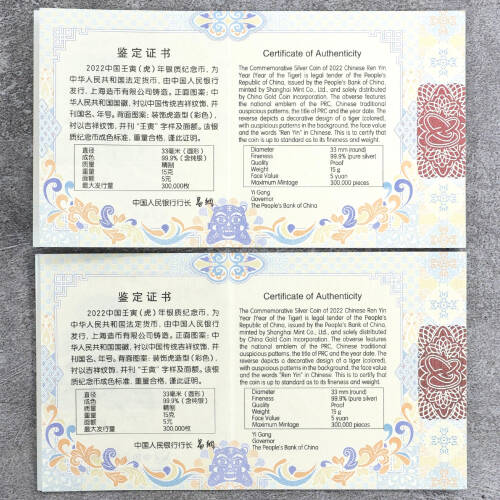 鉴定证书
2022中国壬寅(虎)年银质纪念币,为
中华人民共和国法定货币,由中国人民银行
发行,上海造币有限公司铸造。正面图案:中
华人民共和国国徽,衬以中国传统吉祥纹饰,并
刊国名、年号。背面图案:装饰虎造型(彩色),
衬以吉祥纹饰,并刊“壬寅”字样及面额。该银
质纪念币成色标准,重量合格,谨此证明。
直径 33毫米(圆形)
成色 99.9%(含纯银)
质量 精制
重量 15克
面额 5元
最大发行量 300,000枚
中国人民银行行长
Certificate of Authenticity
The Commemorative Silver Coin of 2022 Chinese Ren Yin
Year (Year of the Tiger) is legal tender of the People's
Republic of China, issued by the People's Bank of China,
minted by Shanghai Mint Co., Ltd., and solely distributed
by China Gold Coin Incorporation. The obverse features
the national emblem of the PRC, Chinese traditional
auspicious patterns, the title of PRC and the year date. The
reverse depicts a decorative design of a tiger (colored),
with auspicious patterns in the background, the face value
and the words "Ren Yin" in Chinese. This is to certify that
the coin is up to standard as to its fineness and weight.
Diameter 33 mm (round)
Fineness 99.9% (pure silver)
Quality Proof
Weight 15 g
Face Value 5 yuan
Maximum Mintage 300,000 pieces
Yi Gang
Governor
The People's Bank of China
鉴定证书
2022中国壬寅(虎)年银质纪念币,为
中华人民共和国法定货币,由中国人民银行
发行,上海造币有限公司铸造。正面图案:中
华人民共和国国徽,衬以中国传统吉祥纹饰,并
刊国名、年号。背面图案:装饰虎造型(彩色),
衬以吉祥纹饰,并刊“壬寅”字样及面额。该银
质纪念币成色标准,重量合格,谨此证明。
直径 33毫米(圆形)
成色 99.9%(含纯银)
质量 精制
重量 15克
面额 5元
最大发行量 300,000枚
中国人民银行行长
Certificate of Authenticity
The Commemorative Silver Coin of 2022 Chinese Ren Yin
Year (Year of the Tiger) is legal tender of the People's
Republic of China, issued by the People's Bank of China,
minted by Shanghai Mint Co., Ltd., and solely distributed
by China Gold Coin Incorporation. The obverse features
the national emblem of the PRC, Chinese traditional
auspicious patterns, the title of PRC and the year date. The
reverse depicts a decorative design of a tiger (colored),
with auspicious patterns in the background, the face value
and the words "Ren Yin" in Chinese. This is to certify that
the coin is up to standard as to its fineness and weight.
Diameter 33 mm (round)
Fineness 99.9% (pure silver)
Quality Proof
Weight 15 g
Face Value 5 yuan
Maximum Mintage 300,000 pieces
Yi Gang
Governor
The People's Bank of China